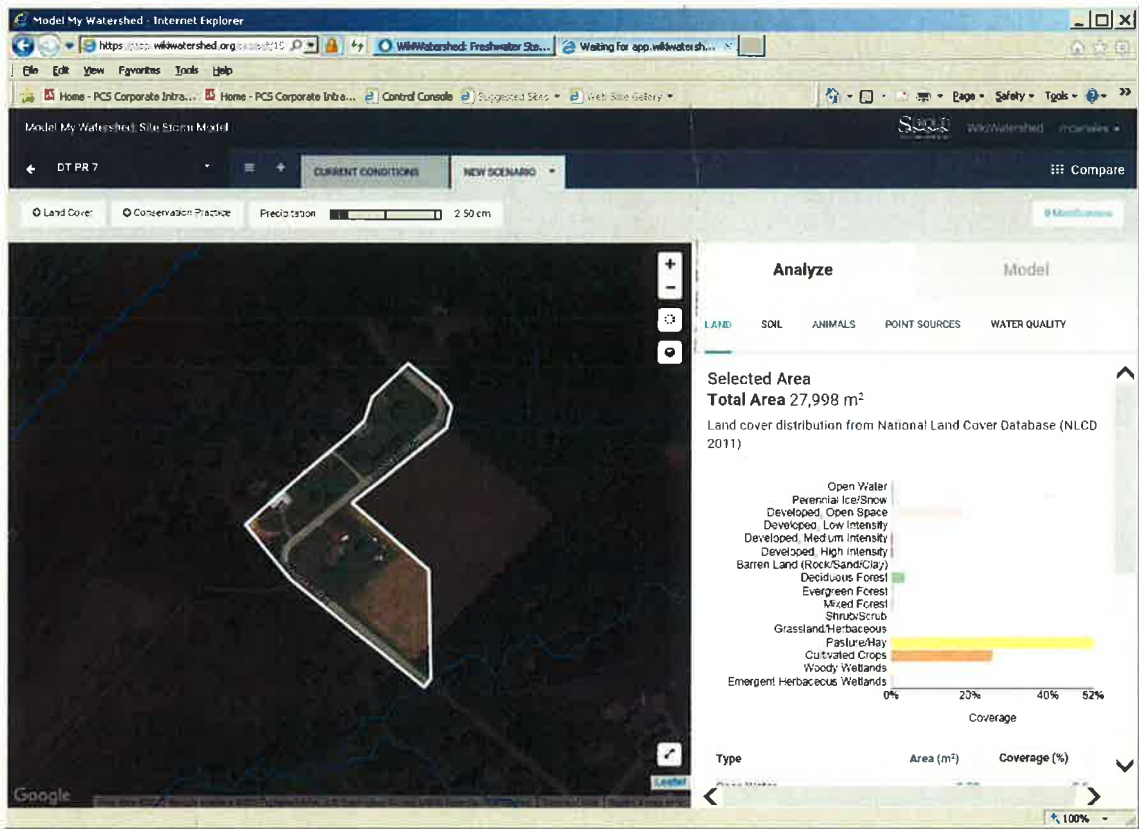 Model My Watershed - Internet Explorer
https wikiwatershed.org
WikiWatershed: Freshwater Ste...
Waiting for app.wikiwatersh...
File Edit View Favorites Tools Help
Home - PCS Corporate Intra...
Home - PCS Corporate Intra...
Control Console
Suggested Sites
Web Slice Gallery
Page
Safety
Tools
Model My Watershed: Site Storm Model
WikiWatershed
DT PR 7
CURRENT CONDITIONS
NEW SCENARIO
Compare
Land Cover
Conservation Practice
Precipitation
2.50 cm
0 Modifications
Analyze
Model
LAND
SOIL
ANIMALS
POINT SOURCES
WATER QUALITY
Selected Area
Total Area 27,998 m²
Land cover distribution from National Land Cover Database (NLCD
2011)
Open Water
Perennial Ice/Snow
Developed, Open Space
Developed, Low Intensity
Developed, Medium Intensity
Developed, High Intensity
Barren Land (Rock/Sand/Clay)
Deciduous Forest
Evergreen Forest
Mixed Forest
Shrub/Scrub
Grassland/Herbaceous
Pasture/Hay
Cultivated Crops
Woody Wetlands
Emergent Herbaceous Wetlands
0% 20% 40% 52%
Coverage
Type Area (m²) Coverage (%)
Leaflet
Google
100%